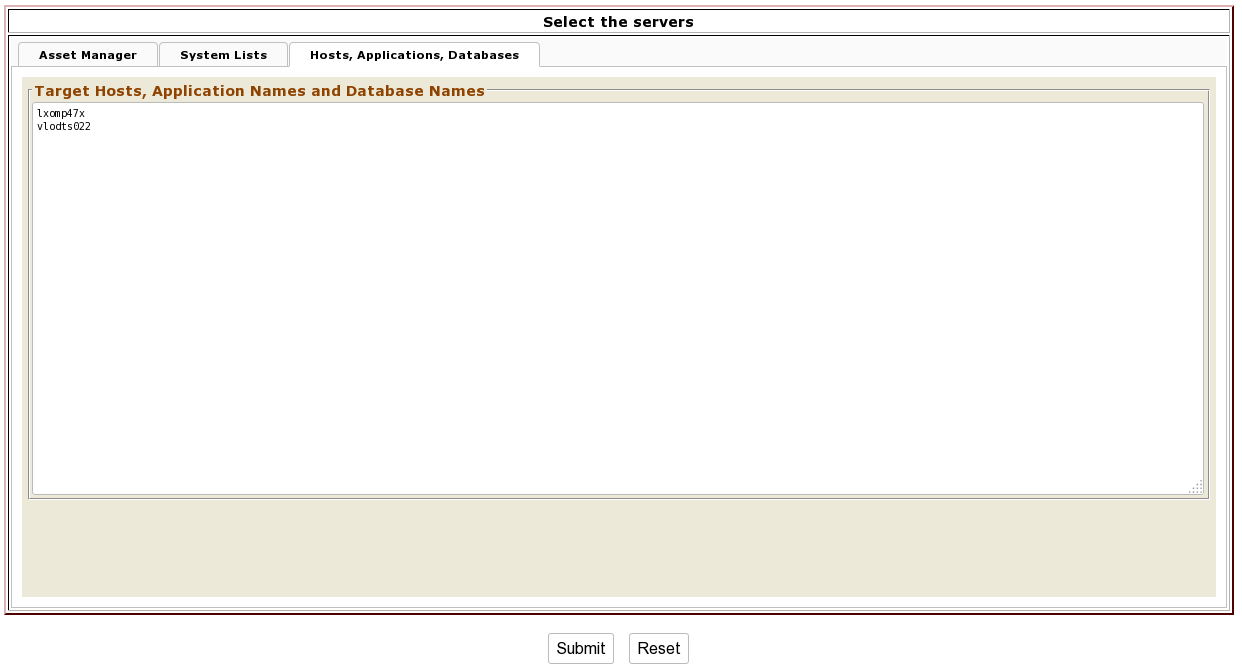 Select the servers
Asset Manager
System Lists
Hosts, Applications, Databases
Target Hosts, Application Names and Database Names
lxomp47x
vlodts022
Submit
Reset